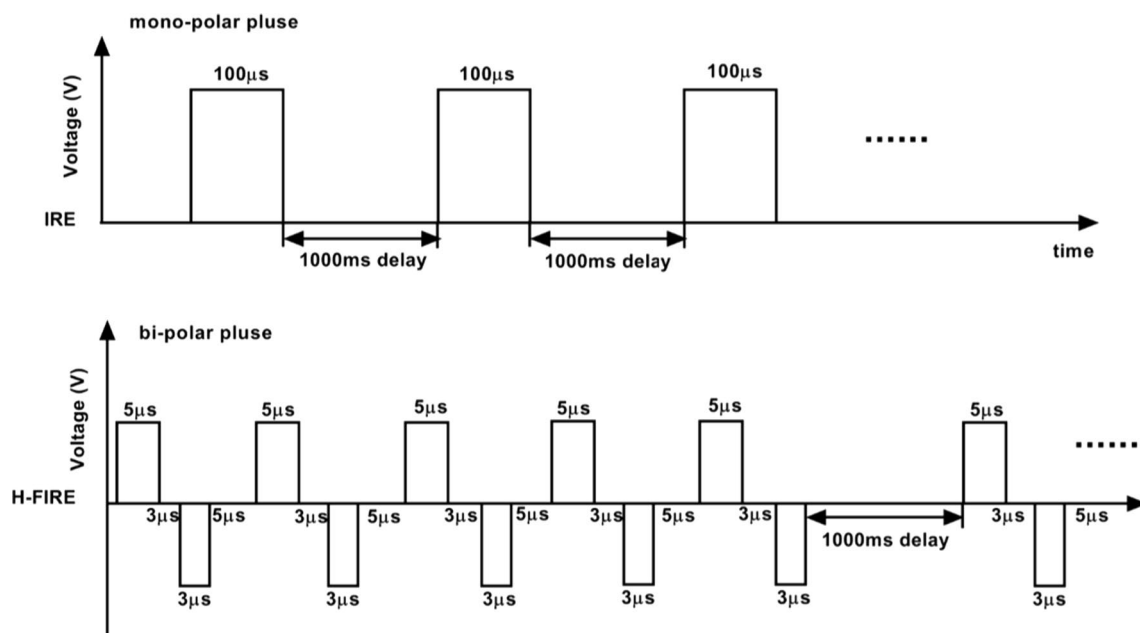 mono-polar pluse
100μs 100μs 100μs
Voltage (V)
......
IRE
1000ms delay 1000ms delay
time
bi-polar pluse
Voltage (V)
5μs 5μs 5μs 5μs 5μs 5μs
......
H-FIRE
3μs 5μs 3μs 5μs 3μs 5μs 3μs 5μs 3μs 3μs 5μs
1000ms delay
3μs 3μs 3μs 3μs 3μs 3μs